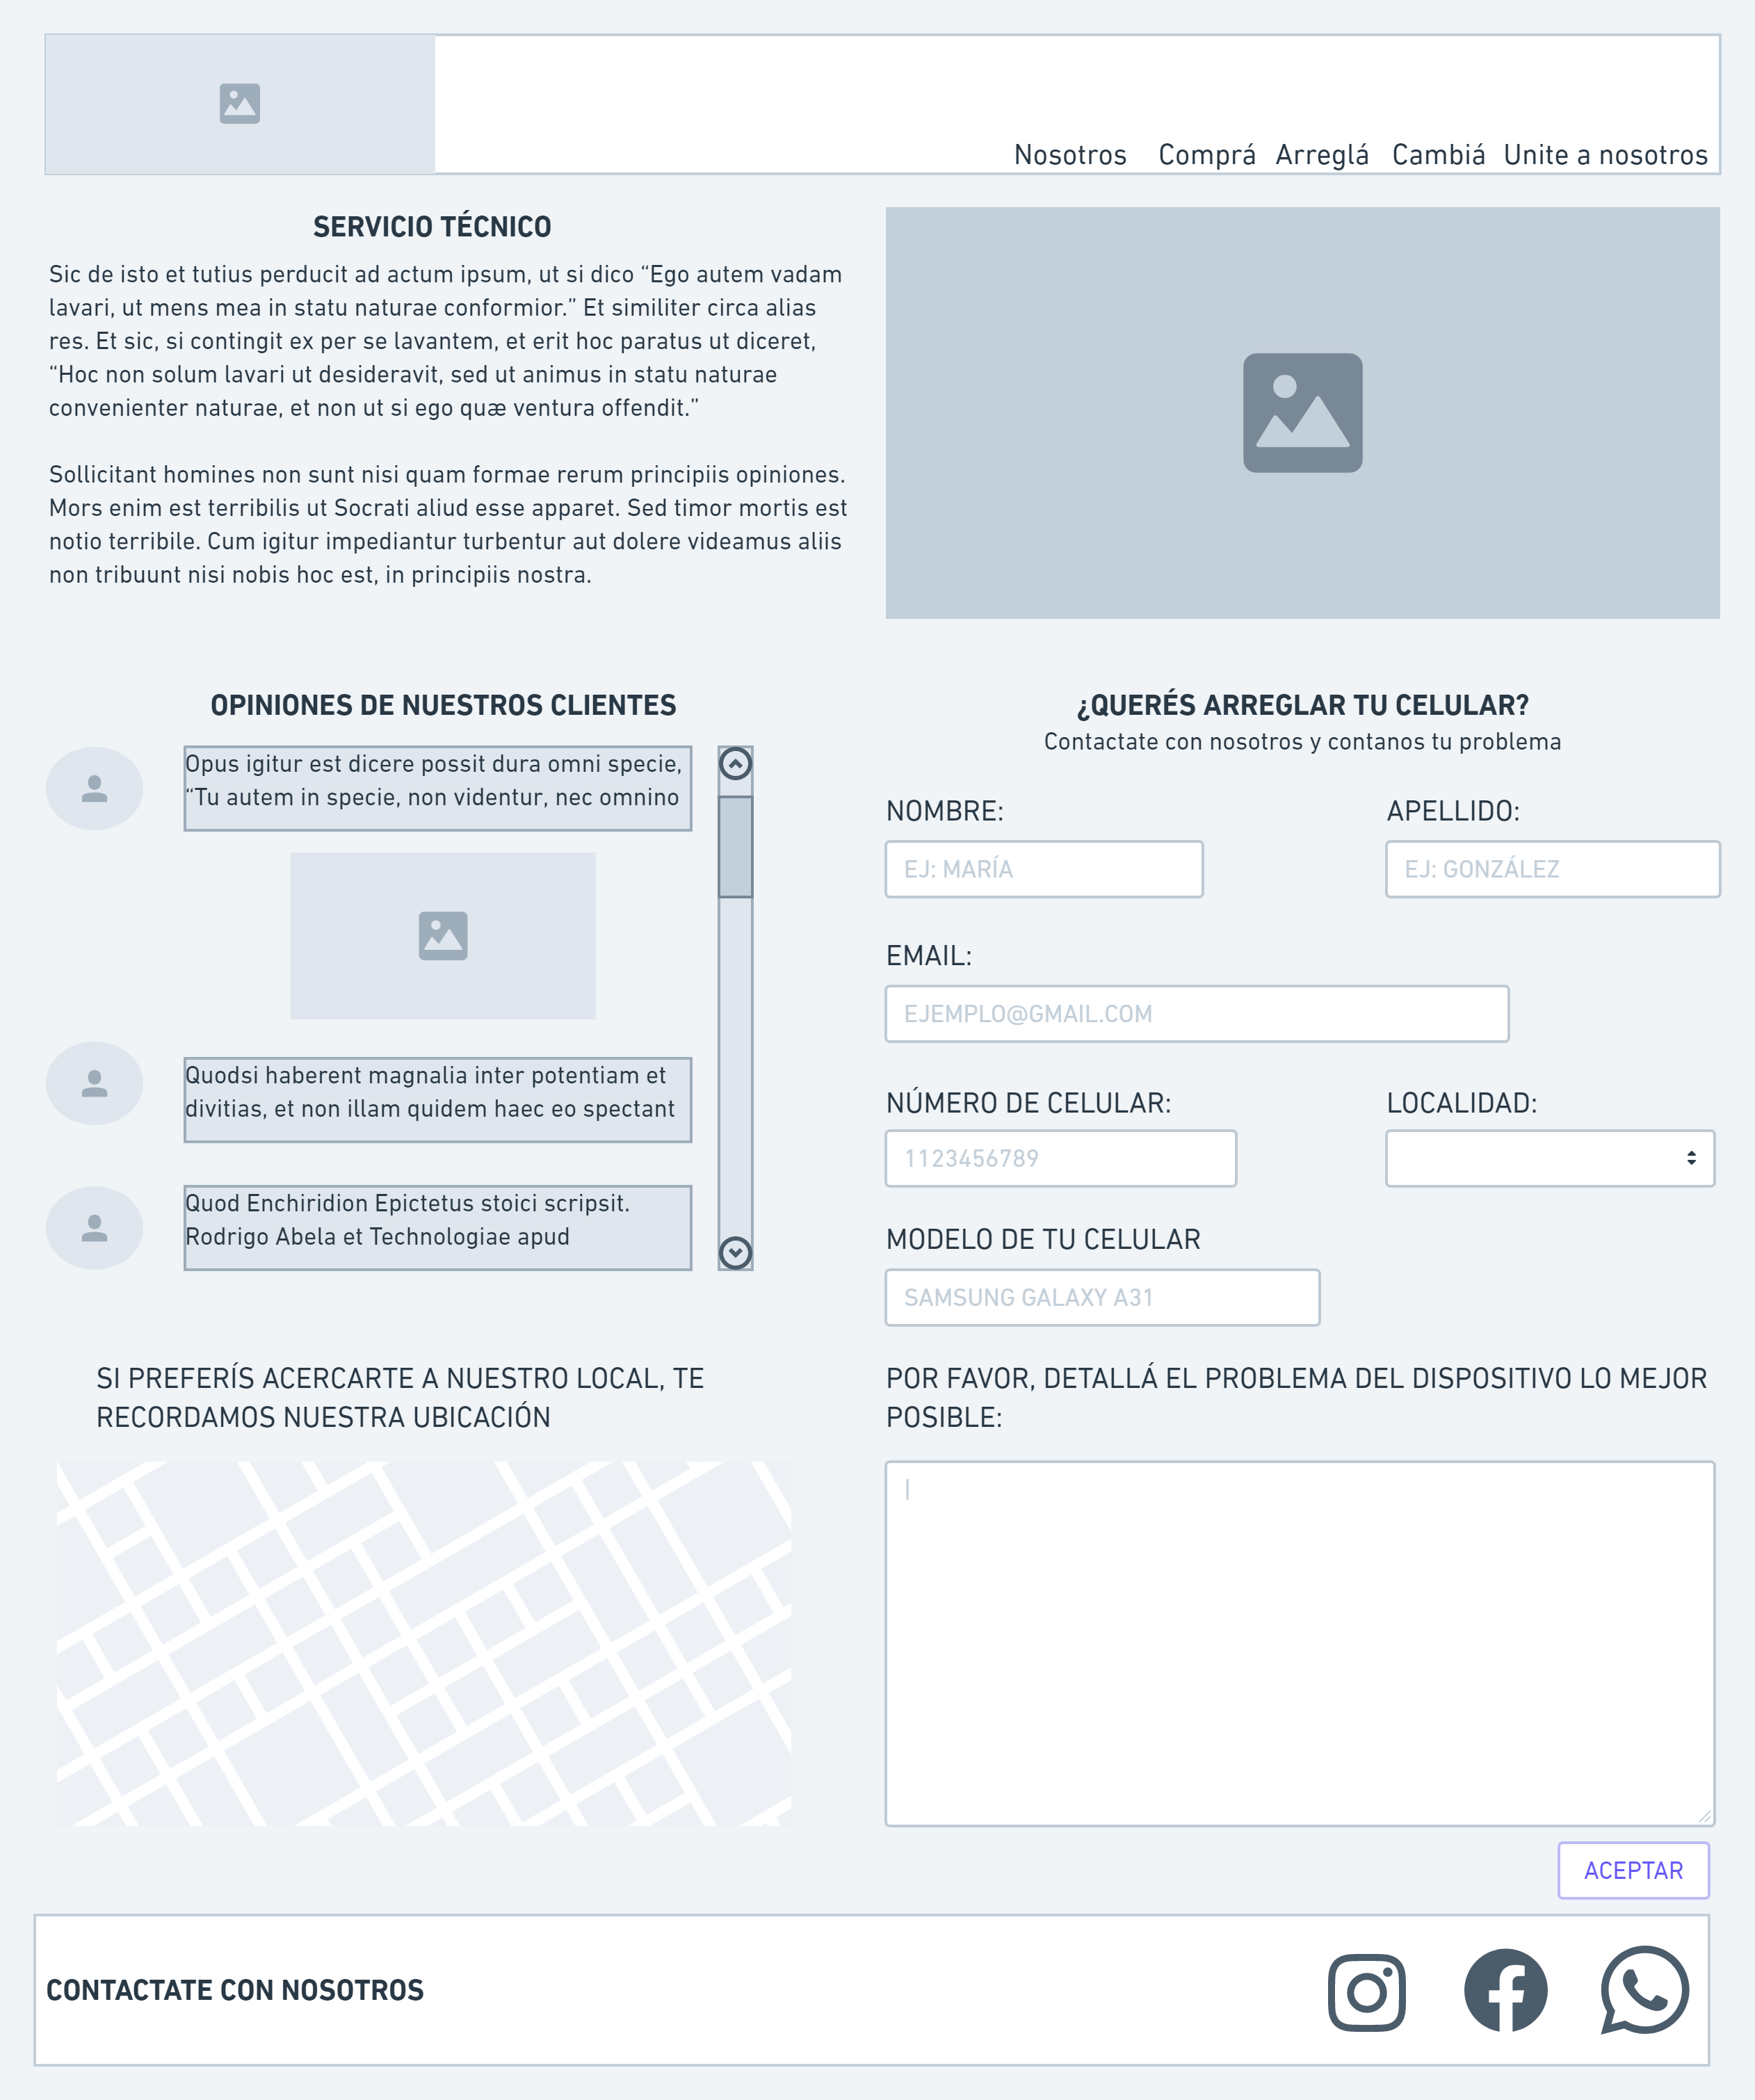 Nosotros Comprá Arreglá Cambiá Unite a nosotros
SERVICIO TÉCNICO
Sic de isto et tutius perducit ad actum ipsum, ut si dico “Ego autem vadam
lavari, ut mens mea in statu naturae conformior.” Et similiter circa alias
res. Et sic, si contingit ex per se lavantem, et erit hoc paratus ut diceret,
“Hoc non solum lavari ut desideravit, sed ut animus in statu naturae
convenienter naturae, et non ut si ego quæ ventura offendit.”
Sollicitant homines non sunt nisi quam formae rerum principiis opiniones.
Mors enim est terribilis ut Socrati aliud esse apparet. Sed timor mortis est
notio terribile. Cum igitur impediantur turbentur aut dolere videamus aliis
non tribuunt nisi nobis hoc est, in principiis nostra.
OPINIONES DE NUESTROS CLIENTES
Opus igitur est dicere possit dura omni specie,
“Tu autem in specie, non videntur, nec omnino
Quodsi haberent magnalia inter potentiam et
divitias, et non illam quidem haec eo spectant
Quod Enchiridion Epictetus stoici scripsit.
Rodrigo Abela et Technologiae apud
SI PREFERÍS ACERCARTE A NUESTRO LOCAL, TE
RECORDAMOS NUESTRA UBICACIÓN
¿QUERÉS ARREGLAR TU CELULAR?
Contactate con nosotros y contanos tu problema
NOMBRE:
EJ: MARÍA
APELLIDO:
EJ: GONZÁLEZ
EMAIL:
EJEMPLO@GMAIL.COM
NÚMERO DE CELULAR:
1123456789
LOCALIDAD:
MODELO DE TU CELULAR
SAMSUNG GALAXY A31
POR FAVOR, DETALLÁ EL PROBLEMA DEL DISPOSITIVO LO MEJOR
POSIBLE:
ACEPTAR
CONTACTATE CON NOSOTROS